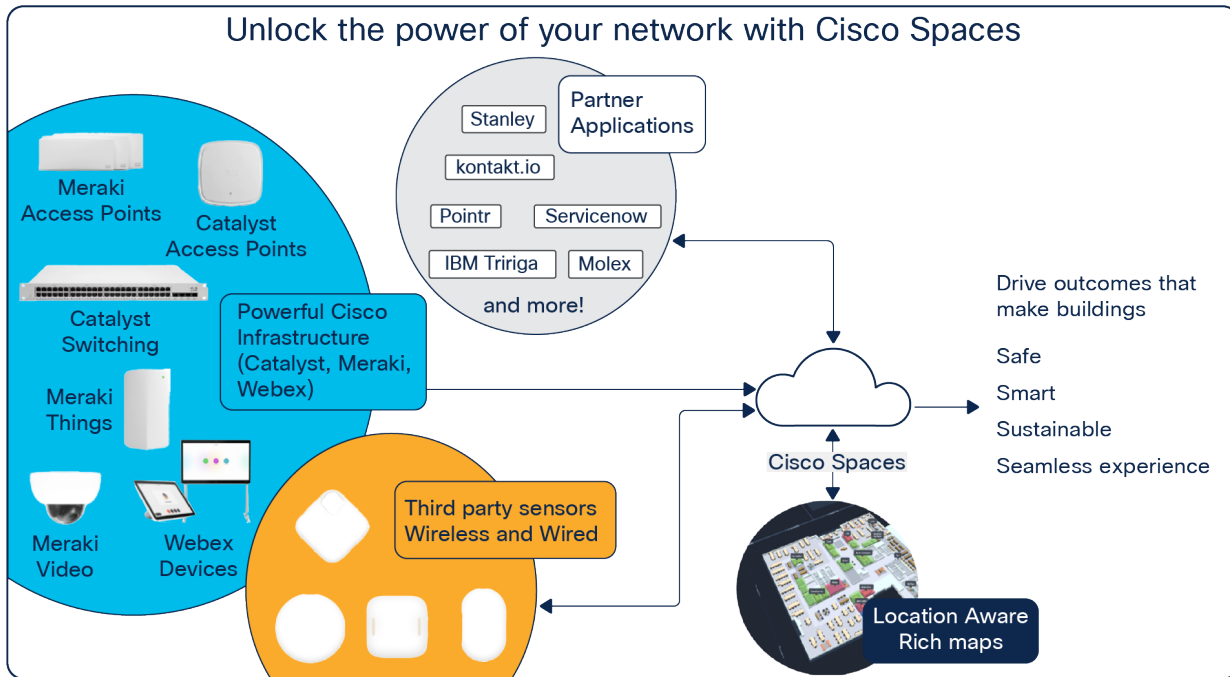 Unlock the power of your network with Cisco Spaces
Partner
Applications
Stanley
kontakt.io
Pointr
Servicenow
IBM Tririga
Molex
and more!
Meraki
Access Points
Catalyst
Access Points
Catalyst
Switching
Powerful Cisco
Infrastructure
(Catalyst, Meraki,
Webex)
Meraki
Things
Meraki
Video
Webex
Devices
Third party sensors
Wireless and Wired
Cisco Spaces
Location Aware
Rich maps
Drive outcomes that
make buildings
Safe
Smart
Sustainable
Seamless experience